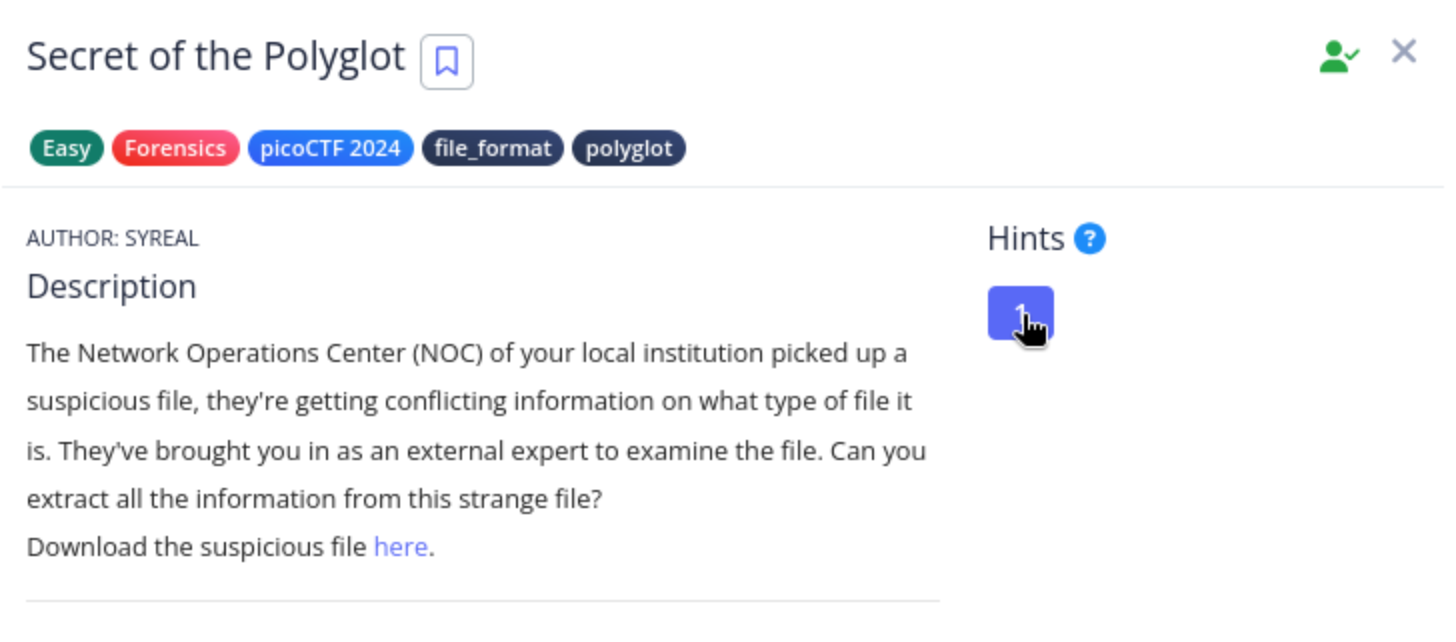 Secret of the Polyglot
Easy Forensics picoCTF 2024 file_format polyglot
AUTHOR: SYREAL
Description
The Network Operations Center (NOC) of your local institution picked up a
suspicious file, they're getting conflicting information on what type of file it
is. They've brought you in as an external expert to examine the file. Can you
extract all the information from this strange file?
Download the suspicious file here.
Hints ?
1